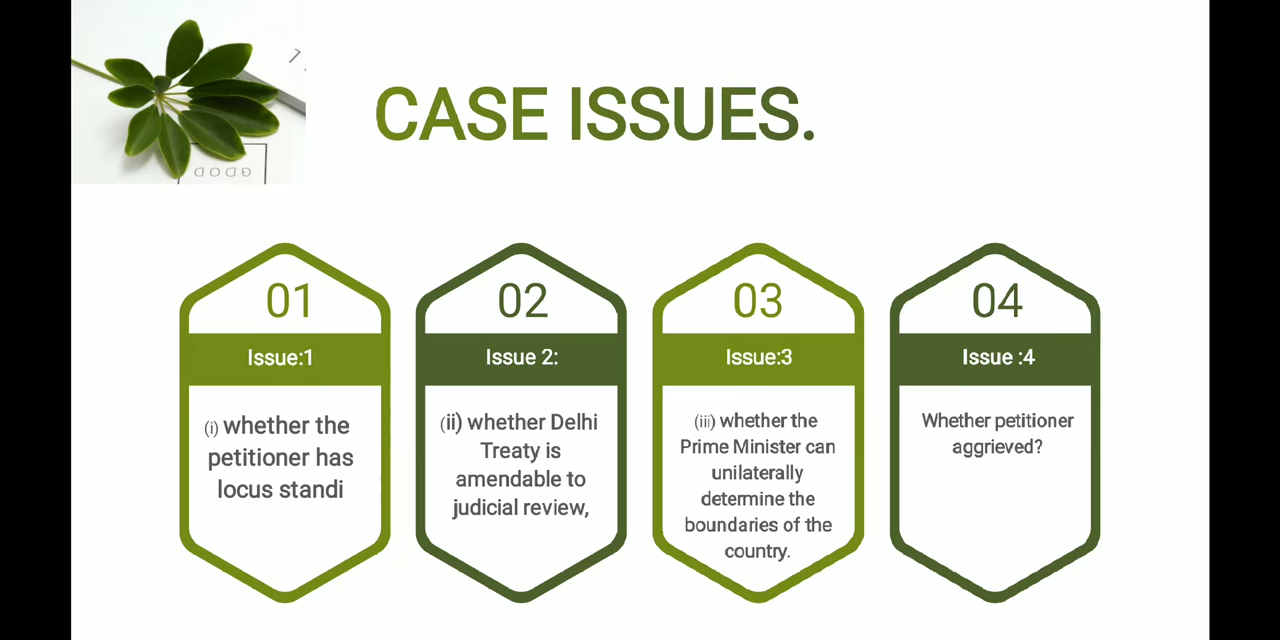 CASE ISSUES.
01
Issue:1
(i) whether the
petitioner has
locus standi
02
Issue 2:
(ii) whether Delhi
Treaty is
amendable to
judicial review,
03
Issue:3
(iii) whether the
Prime Minister can
unilaterally
determine the
boundaries of the
country.
04
Issue :4
Whether petitioner
aggrieved?